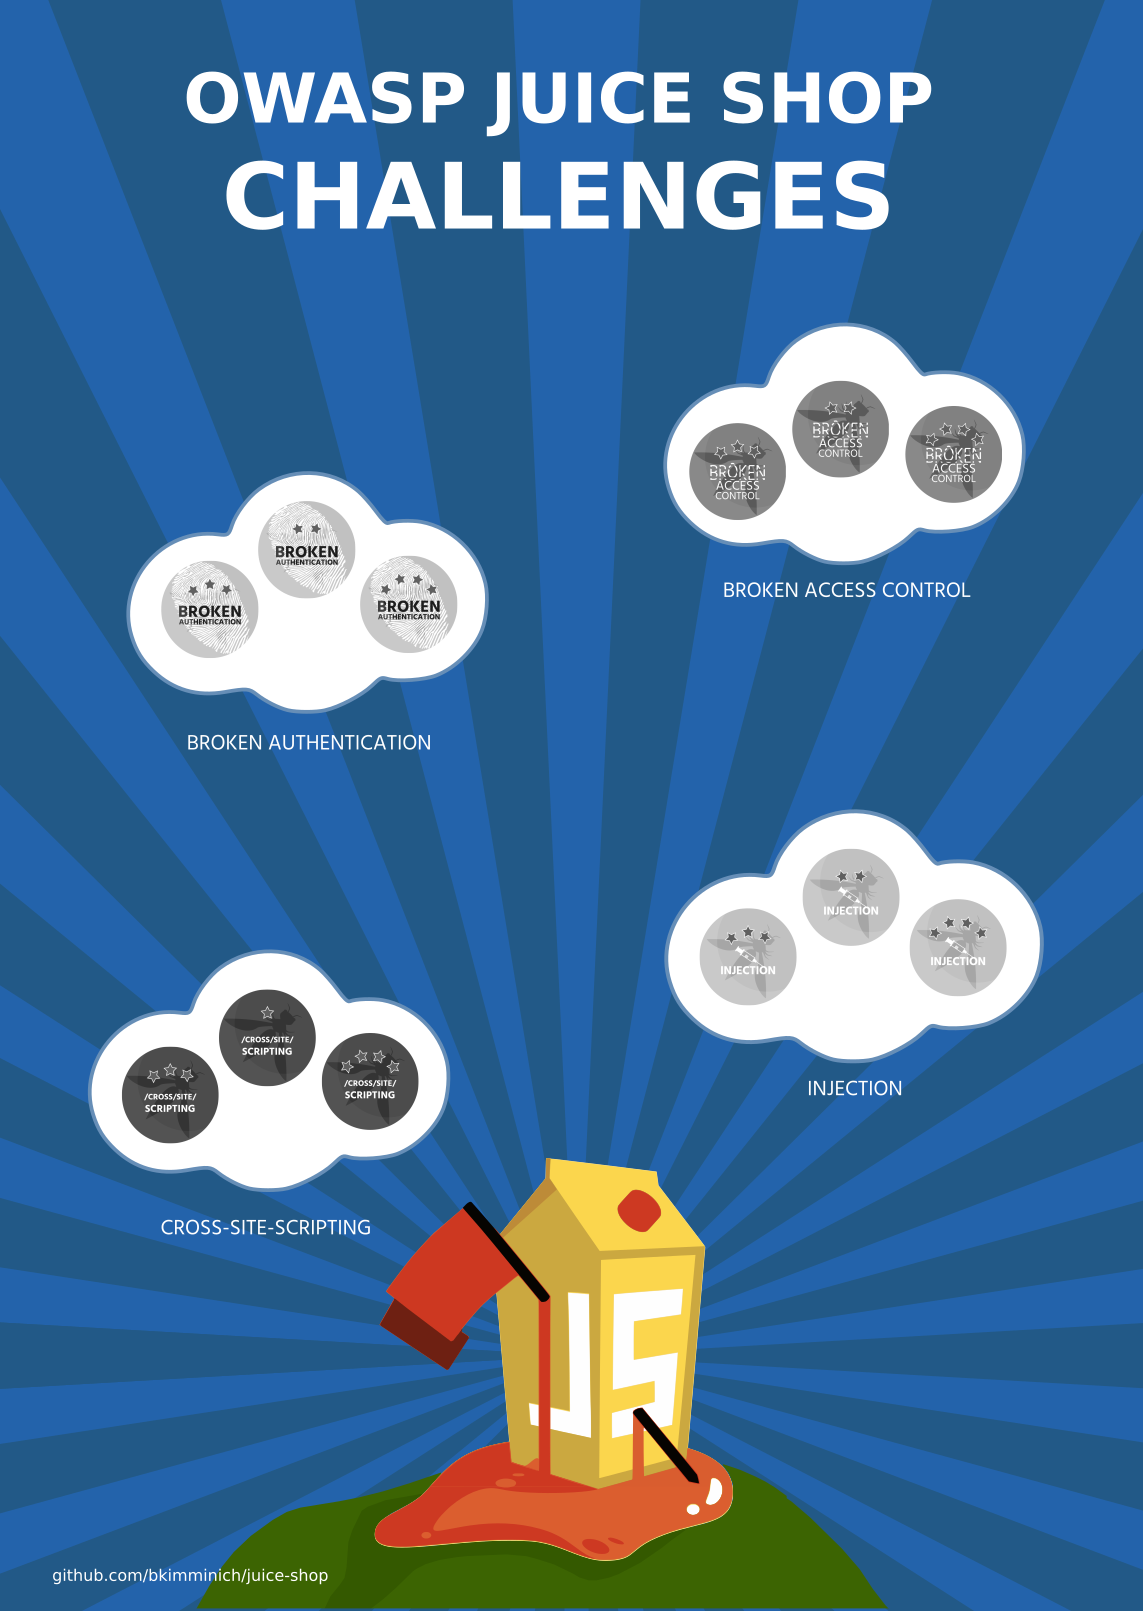 OWASP JUICE SHOP
CHALLENGES
BROKEN
ACCESS
CONTROL
BROKEN
ACCESS
CONTROL
BROKEN
ACCESS
CONTROL
BROKEN ACCESS CONTROL
BROKEN
AUTHENTICATION
BROKEN
AUTHENTICATION
BROKEN
AUTHENTICATION
BROKEN AUTHENTICATION
INJECTION
INJECTION
INJECTION
INJECTION
/CROSS/SITE/
SCRIPTING
/CROSS/SITE/
SCRIPTING
/CROSS/SITE/
SCRIPTING
CROSS-SITE-SCRIPTING
JS
github.com/bkimminich/juice-shop